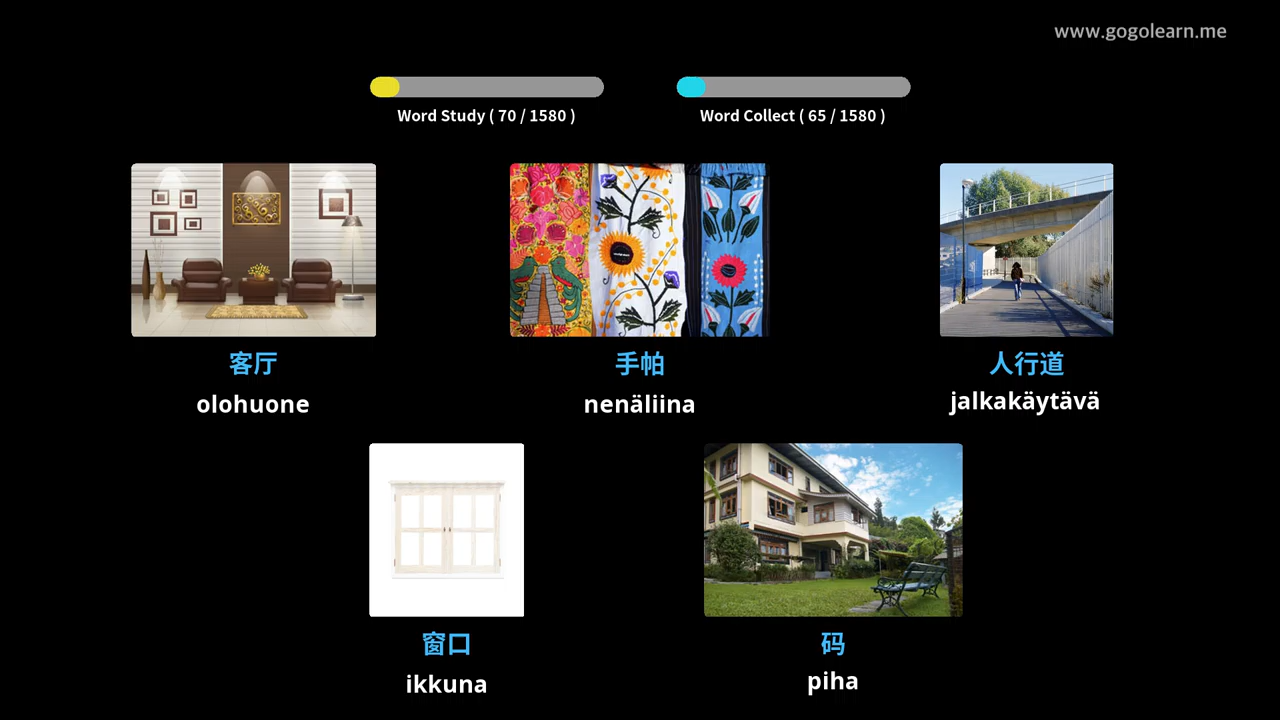 www.gogolearn.me
Word Study ( 70 / 1580 )
Word Collect ( 65 / 1580 )
客厅
olohuone
手帕
nenäliina
人行道
jalkakäytävä
窗口
ikkuna
码
piha